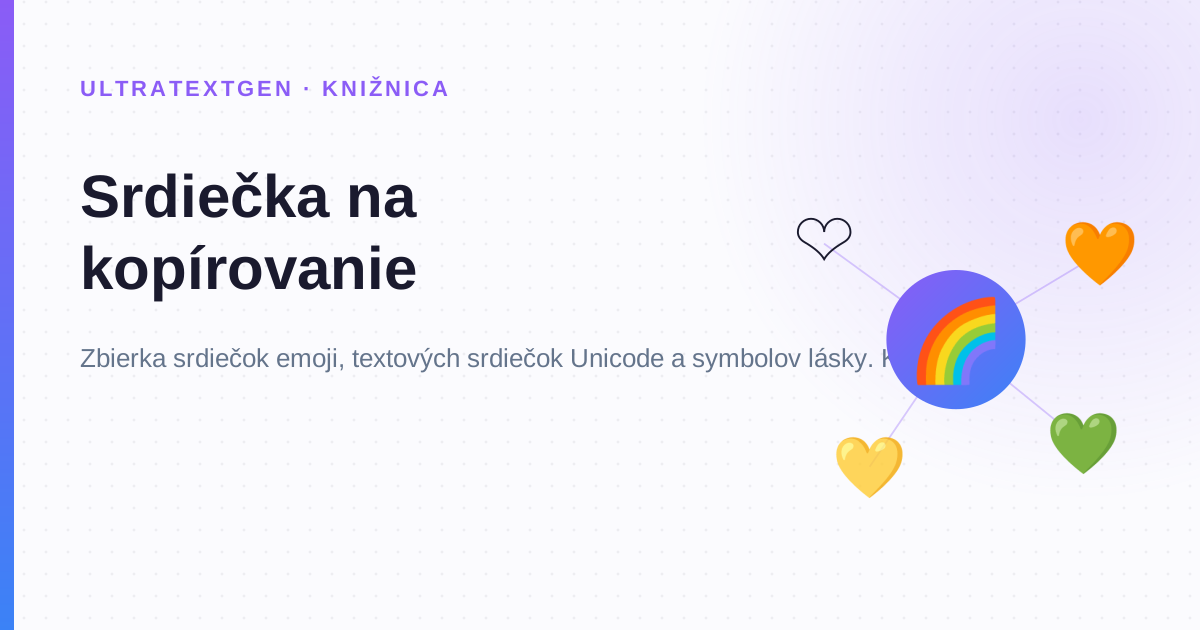 ULTRATEXTGEN · KNIŽNICA
Srdiečka na
kopírovanie
Zbierka srdiečok emoji, textových srdiečok Unicode a symbolov lásky.